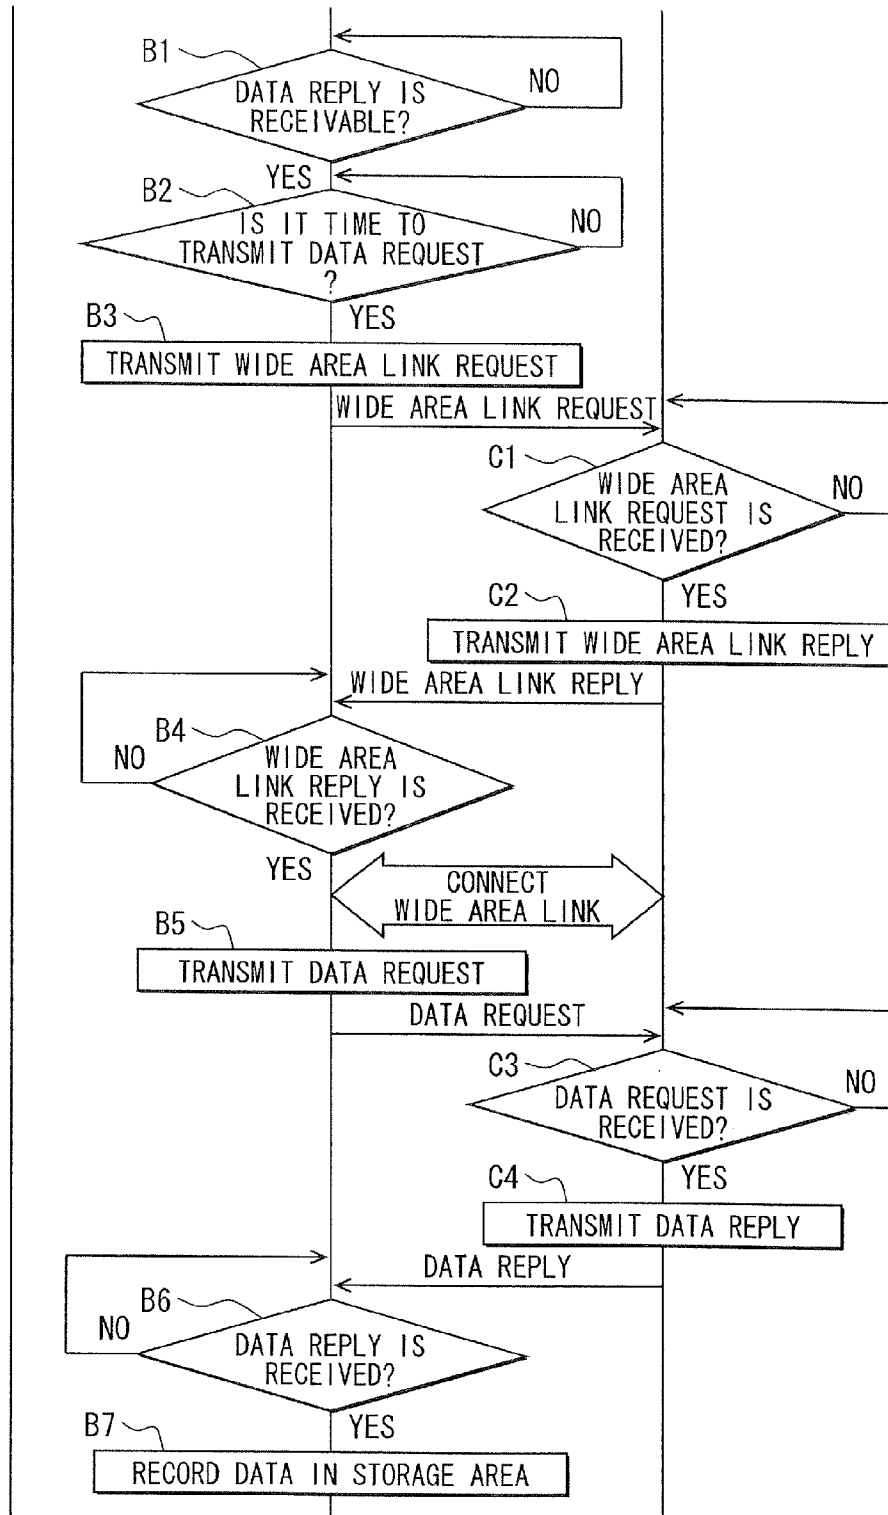 B1
DATA REPLY IS
RECEIVABLE?
NO
YES
B2
IS IT TIME TO
TRANSMIT DATA REQUEST
?
NO
YES
B3
TRANSMIT WIDE AREA LINK REQUEST
WIDE AREA LINK REQUEST
C1
WIDE AREA
LINK REQUEST IS
RECEIVED?
NO
YES
C2
TRANSMIT WIDE AREA LINK REPLY
WIDE AREA LINK REPLY
B4
WIDE AREA
LINK REPLY IS
RECEIVED?
NO
YES
CONNECT
WIDE AREA LINK
B5
TRANSMIT DATA REQUEST
DATA REQUEST
C3
DATA REQUEST IS
RECEIVED?
NO
YES
C4
TRANSMIT DATA REPLY
DATA REPLY
B6
DATA REPLY IS
RECEIVED?
NO
YES
B7
RECORD DATA IN STORAGE AREA